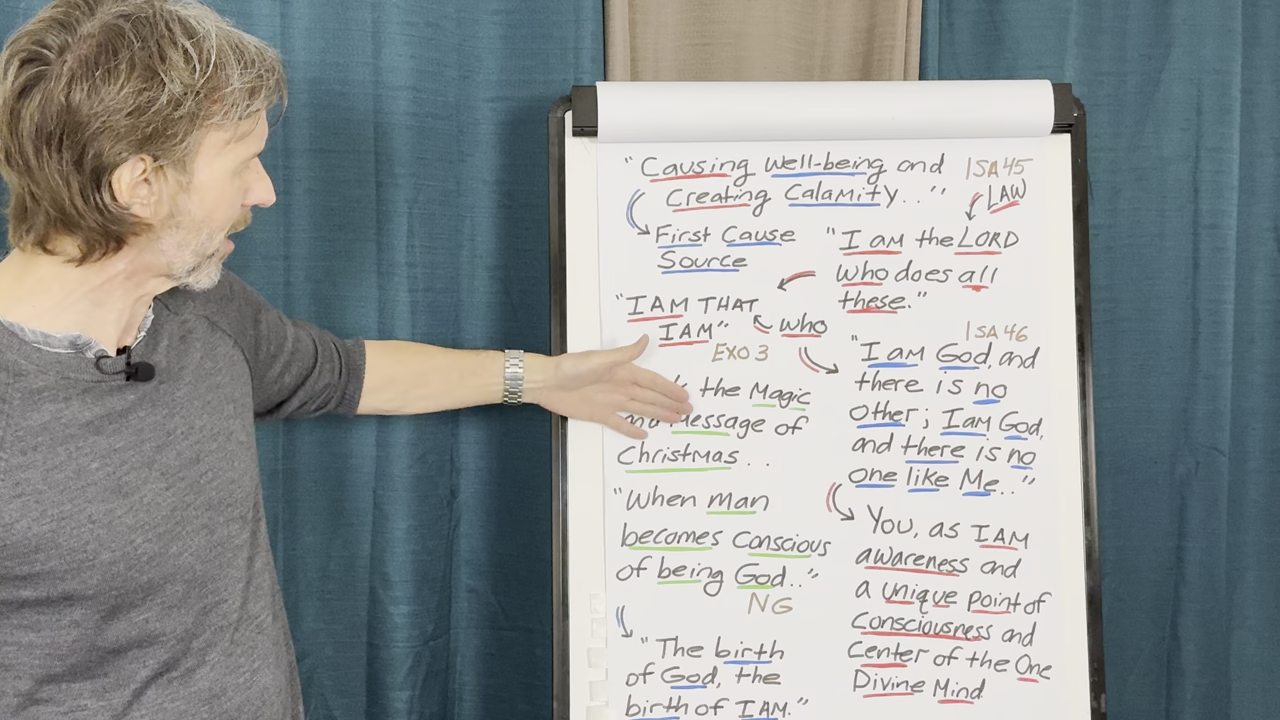 "Causing well-being and
Creating Calamity.."
ISA 45
LAW
First Cause
Source
"I am the LORD
who does all
these."
"I AM THAT
I AM"
who
EXO 3
ISA 46
"I am God, and
there is no
other; I am God,
and there is no
one like Me.."
the Magic
Message of
Christmas..
"When man
becomes conscious
of being God.."
NG
"The birth
of God, the
birth of I AM."
You, as I AM
awareness and
a unique point of
Consciousness and
Center of the One
Divine Mind